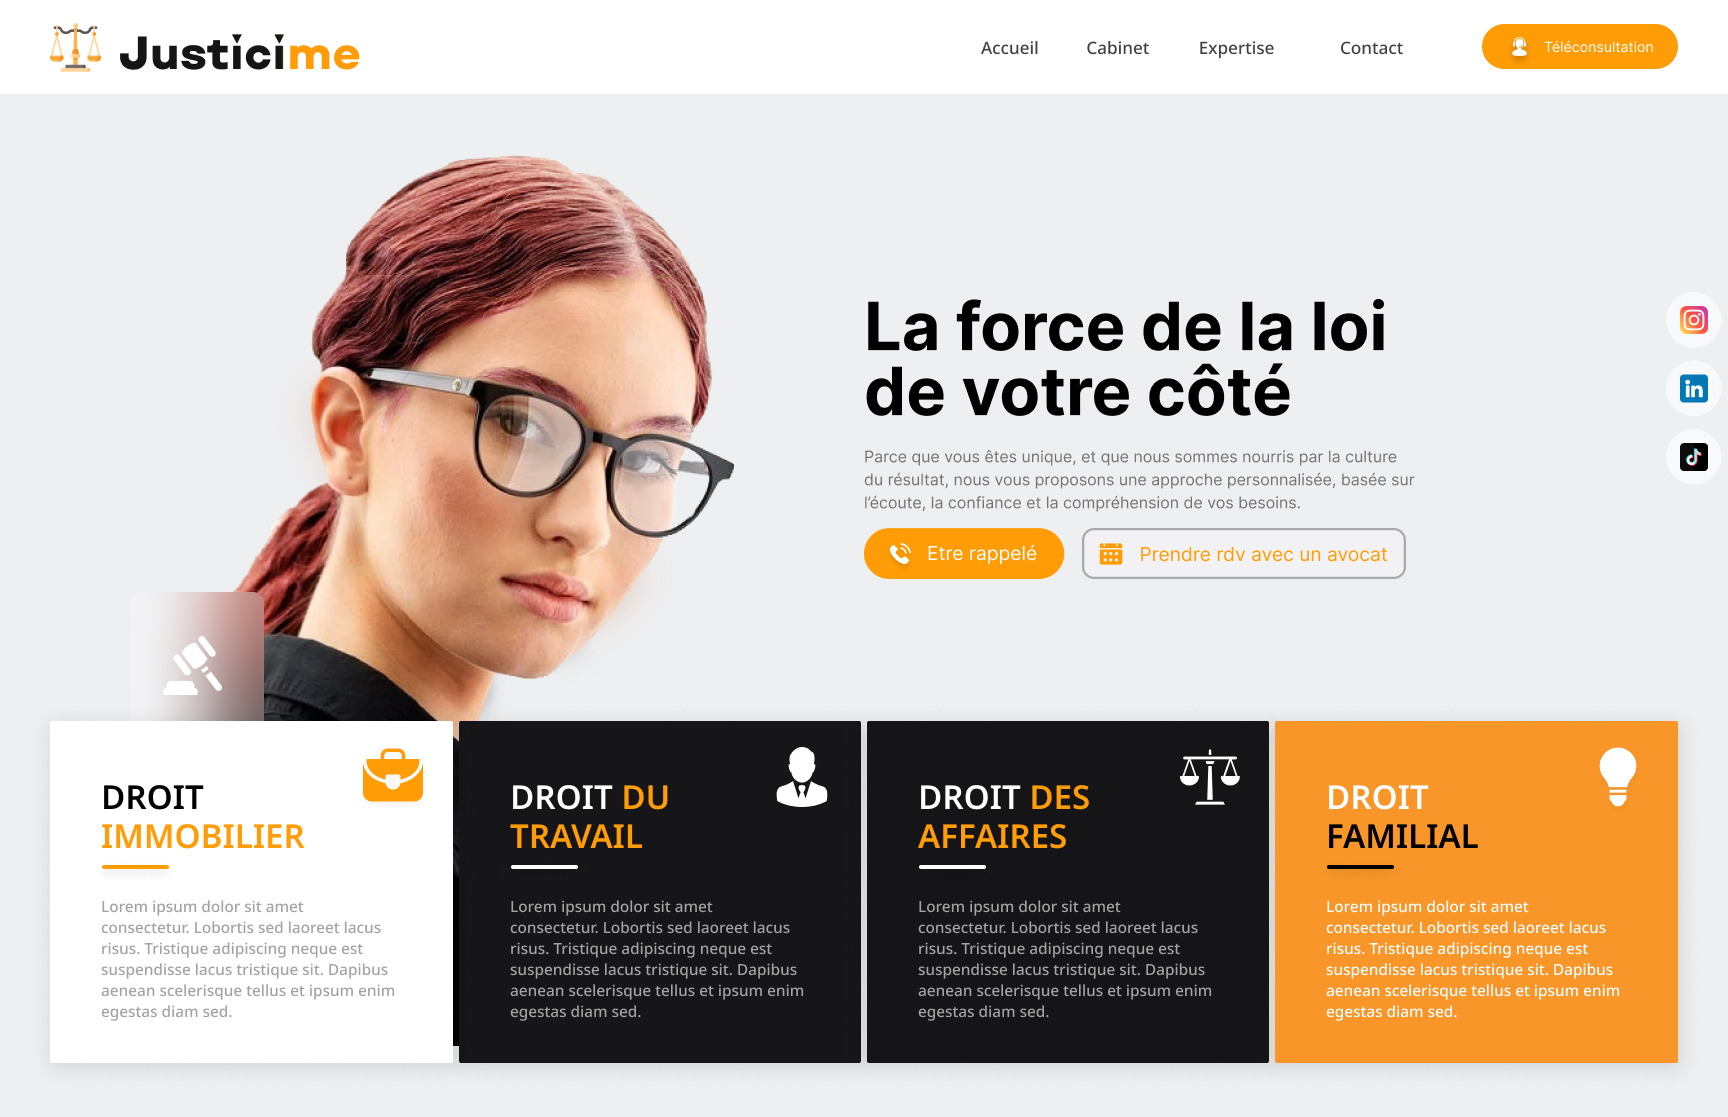 Justicime
Accueil
Cabinet
Expertise
Contact
Téléconsultation
La force de la loi
de votre côté
Parce que vous êtes unique, et que nous sommes nourris par la culture
du résultat, nous vous proposons une approche personnalisée, basée sur
l'écoute, la confiance et la compréhension de vos besoins.
Etre rappelé
Prendre rdv avec un avocat
in
DROIT
IMMOBILIER
Lorem ipsum dolor sit amet
consectetur. Lobortis sed laoreet lacus
risus. Tristique adipiscing neque est
suspendisse lacus tristique sit. Dapibus
aenean scelerisque tellus et ipsum enim
egestas diam sed.
DROIT DU
TRAVAIL
Lorem ipsum dolor sit amet
consectetur. Lobortis sed laoreet lacus
risus. Tristique adipiscing neque est
suspendisse lacus tristique sit. Dapibus
aenean scelerisque tellus et ipsum enim
egestas diam sed.
DROIT DES
AFFAIRES
Lorem ipsum dolor sit amet
consectetur. Lobortis sed laoreet lacus
risus. Tristique adipiscing neque est
suspendisse lacus tristique sit. Dapibus
aenean scelerisque tellus et ipsum enim
egestas diam sed.
DROIT
FAMILIAL
Lorem ipsum dolor sit amet
consectetur. Lobortis sed laoreet lacus
risus. Tristique adipiscing neque est
suspendisse lacus tristique sit. Dapibus
aenean scelerisque tellus et ipsum enim
egestas diam sed.